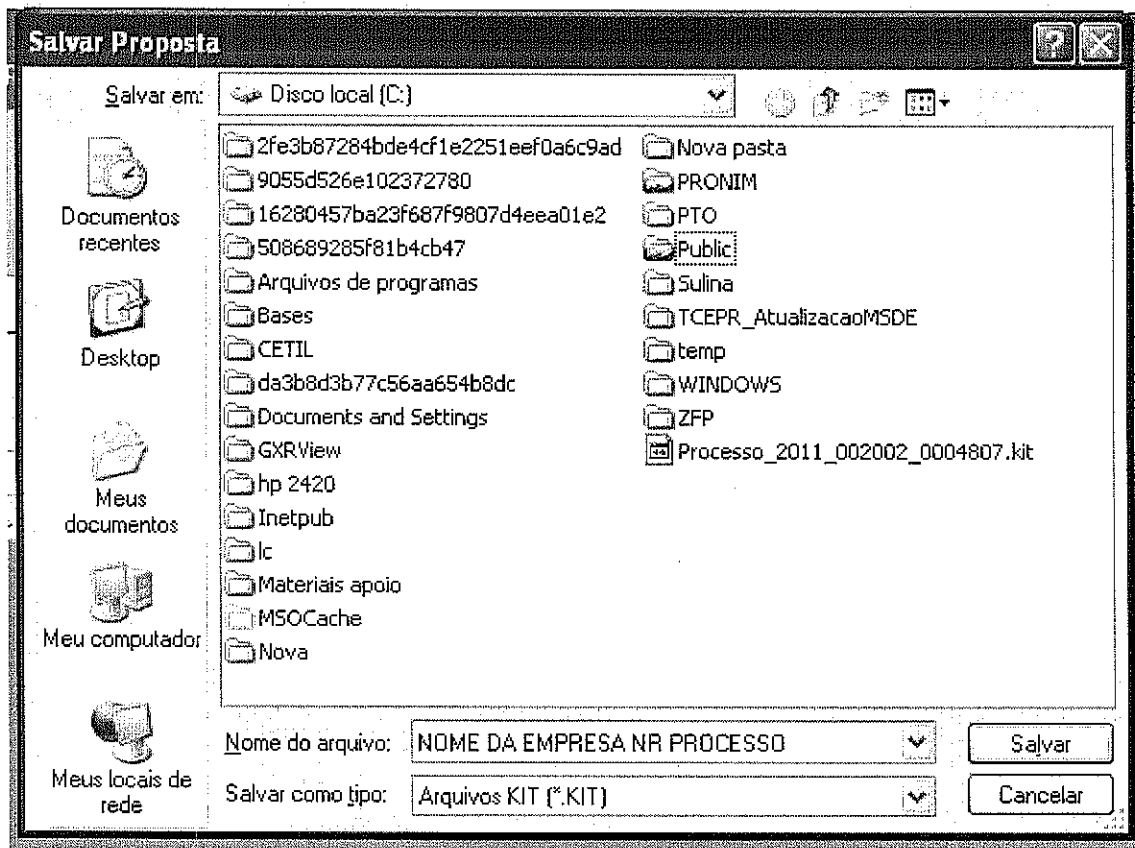 Salvar Proposta
Salvar em:
Disco local (C:)
Documentos
recentes
Desktop
Meus
documentos
Meu computador
Meus locais de
rede
2fe3b87284bde4cf1e2251eef0a6c9ad
9055d526e102372780
16280457ba23f687f9807d4eea01e2
508689285f81b4cb47
Arquivos de programas
Bases
CETIL
da3b8d3b77c56aa654b8dc
Documents and Settings
GXRView
hp 2420
Inetpub
lc
Materiais apoio
MSOCache
Nova
Nova pasta
PRONIM
PTO
Public
Sulina
TCEPR_AtualizacaoMSDE
temp
WINDOWS
ZFP
Processo_2011_002002_0004807.kit
Nome do arquivo:
NOME DA EMPRESA NR PROCESSO
Salvar
Salvar como tipo:
Arquivos KIT (*.KIT)
Cancelar